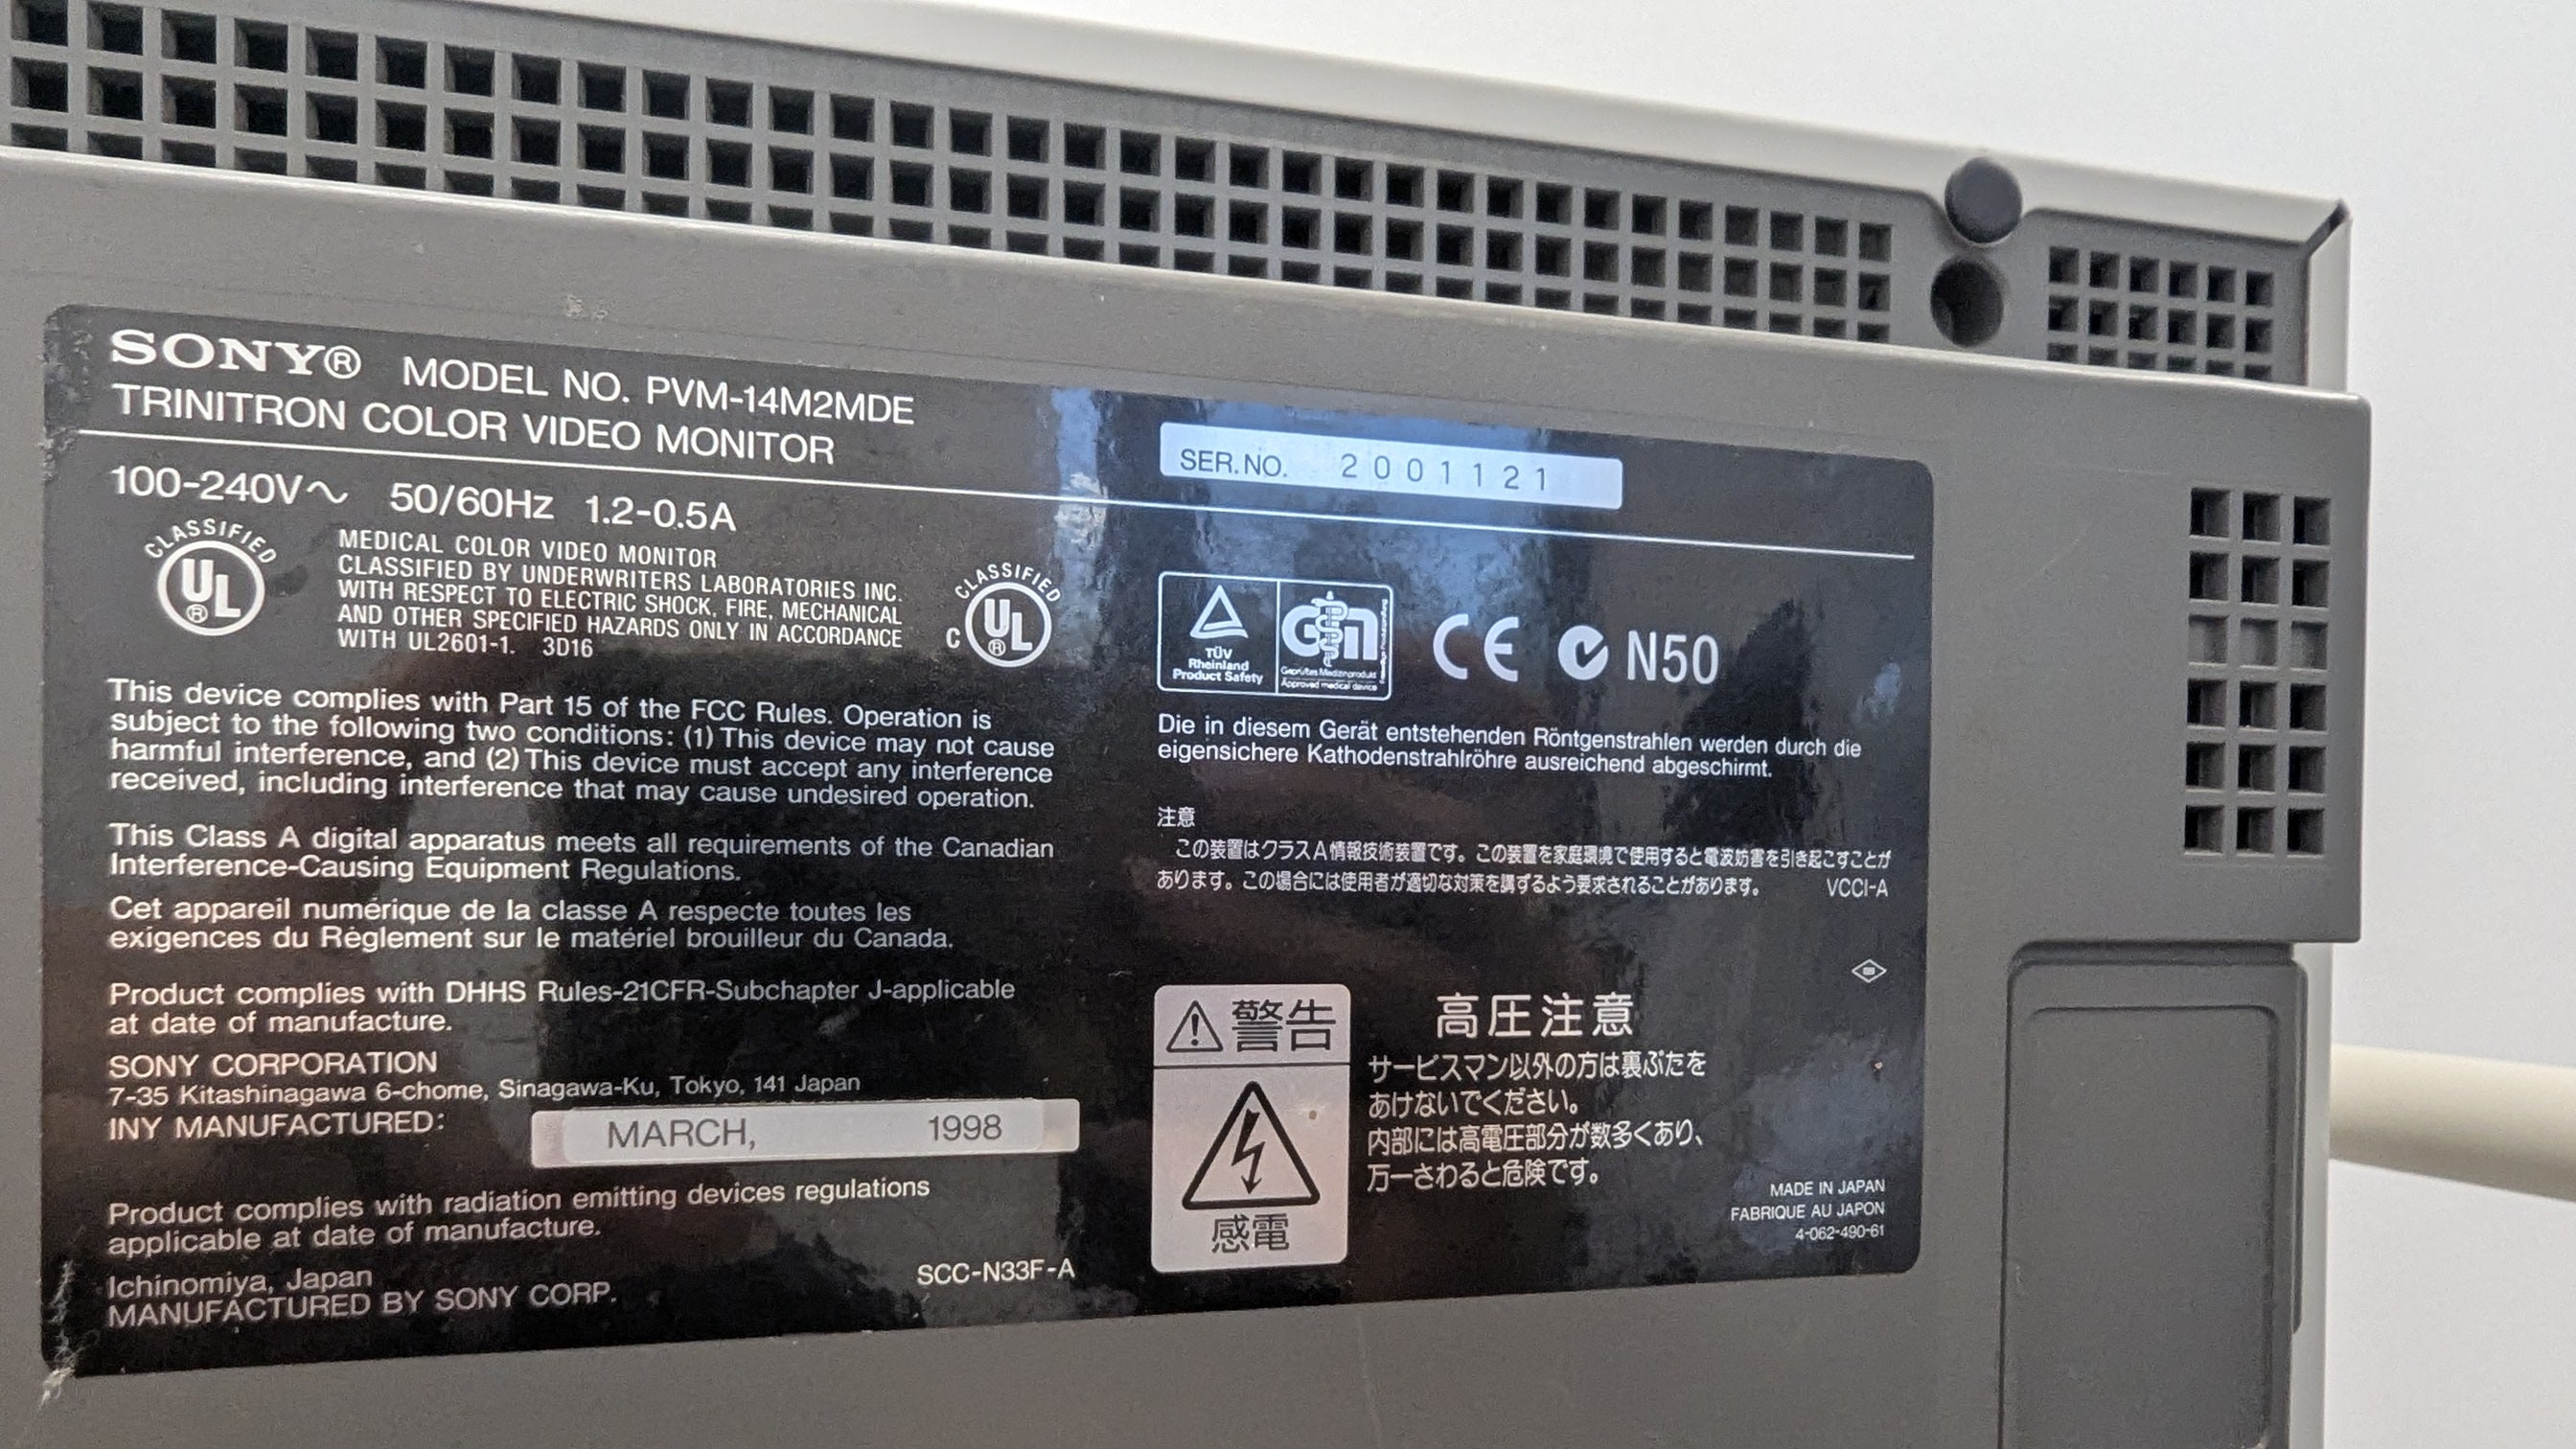 SONY® MODEL NO. PVM-14M2MDE
TRINITRON COLOR VIDEO MONITOR
SER.NO. 2001121
100-240V∼ 50/60Hz 1.2-0.5A
CLASSIFIED
UL®
MEDICAL COLOR VIDEO MONITOR
CLASSIFIED BY UNDERWRITERS LABORATORIES INC.
WITH RESPECT TO ELECTRIC SHOCK, FIRE, MECHANICAL
AND OTHER SPECIFIED HAZARDS ONLY IN ACCORDANCE
WITH UL2601-1. 3D16
CLASSIFIED
C UL®
This device complies with Part 15 of the FCC Rules. Operation is
subject to the following two conditions: (1) This device may not cause
harmful interference, and (2) This device must accept any interference
received, including interference that may cause undesired operation.
This Class A digital apparatus meets all requirements of the Canadian
Interference-Causing Equipment Regulations.
Cet appareil numérique de la classe A respecte toutes les
exigences du Règlement sur le matériel brouilleur du Canada.
Product complies with DHHS Rules-21CFR-Subchapter J-applicable
at date of manufacture.
SONY CORPORATION
7-35 Kitashinagawa 6-chome, Sinagawa-Ku, Tokyo, 141 Japan
INY MANUFACTURED:
MARCH, 1998
Product complies with radiation emitting devices regulations
applicable at date of manufacture.
Ichinomiya, Japan
MANUFACTURED BY SONY CORP.
SCC-N33F-A
TÜV
Rheinland
Product Safety
Geprüftes Medizinprodukt
Approved medical device
CE N50
Die in diesem Gerät entstehenden Röntgenstrahlen werden durch die
eigensichere Kathodenstrahlröhre ausreichend abgeschirmt.
注意
この装置はクラスA情報技術装置です。この装置を家庭環境で使用すると電波妨害を引き起こすことが
あります。この場合には使用者が適切な対策を講ずるよう要求されることがあります。 VCCI-A
警告
感電
高圧注意
サービスマン以外の方は裏ぶたを
あけないでください。
内部には高電圧部分が数多くあり、
万一さわると危険です。
MADE IN JAPAN
FABRIQUE AU JAPON
4-062-490-61